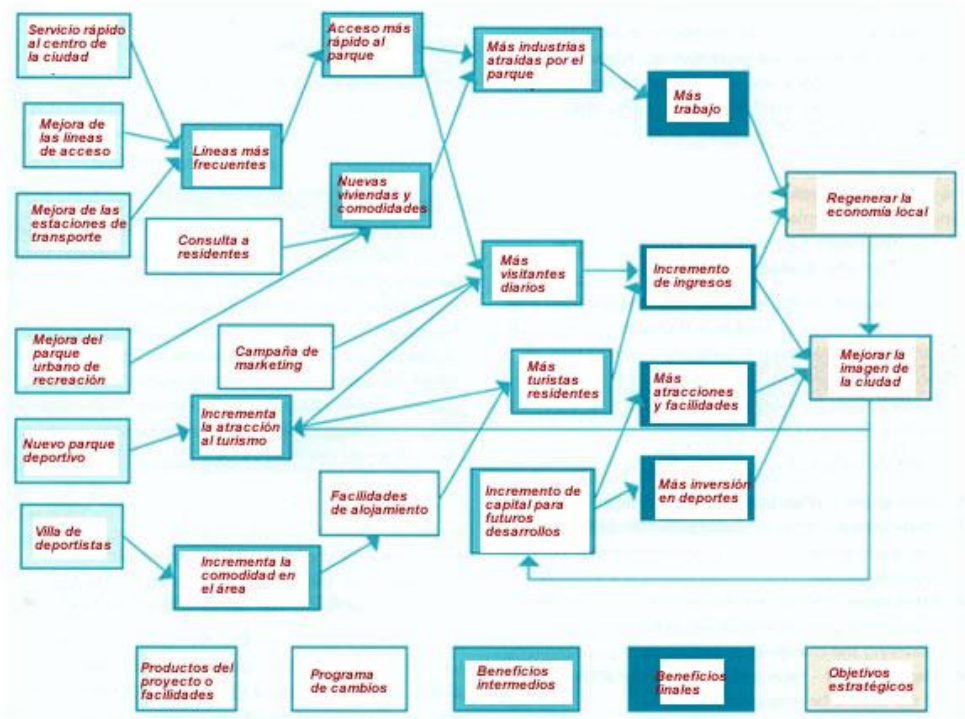 Servicio rápido
al centro de
la ciudad
Acceso más
rápido al
parque
Más industrias
atraídas por el
parque
Más
trabajo
Mejora de
las líneas
de acceso
Líneas más
frecuentes
Nuevas
viviendas y
comodidades
Regenerar la
economía local
Mejora de las
estaciones de
transporte
Consulta a
residentes
Más
visitantes
diarios
Incremento
de ingresos
Mejora del
parque
urbano de
recreación
Campaña de
marketing
Más
turistas
residentes
Más
atracciones
y facilidades
Mejorar la
imagen de
la ciudad
Nuevo parque
deportivo
Incrementa
la atracción
al turismo
Facilidades
de alojamiento
Incremento de
capital para
futuros
desarrollos
Más inversión
en deportes
Villa de
deportistas
Incrementa la
comodidad en
el área
Productos del
proyecto o
facilidades
Programa
de cambios
Beneficios
intermedios
Beneficios
finales
Objetivos
estratégicos